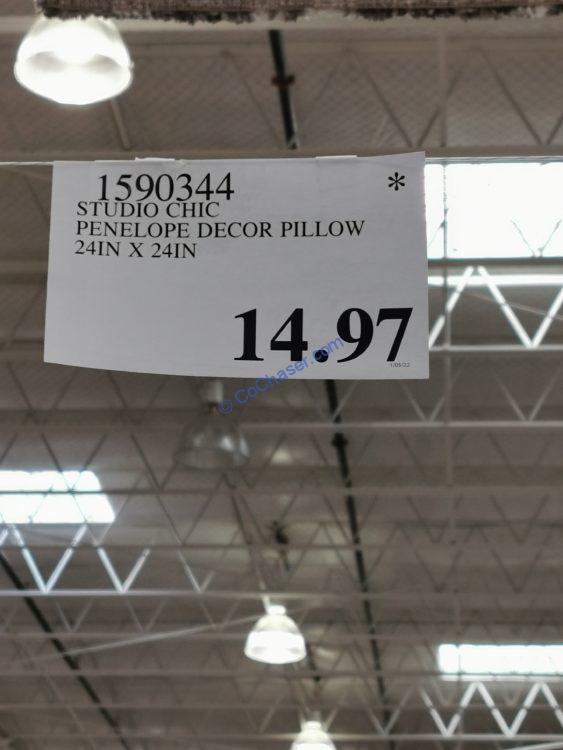 1590344 *
STUDIO CHIC
PENELOPE DECOR PILLOW
24IN X 24IN
14.97
© CoChaser.com